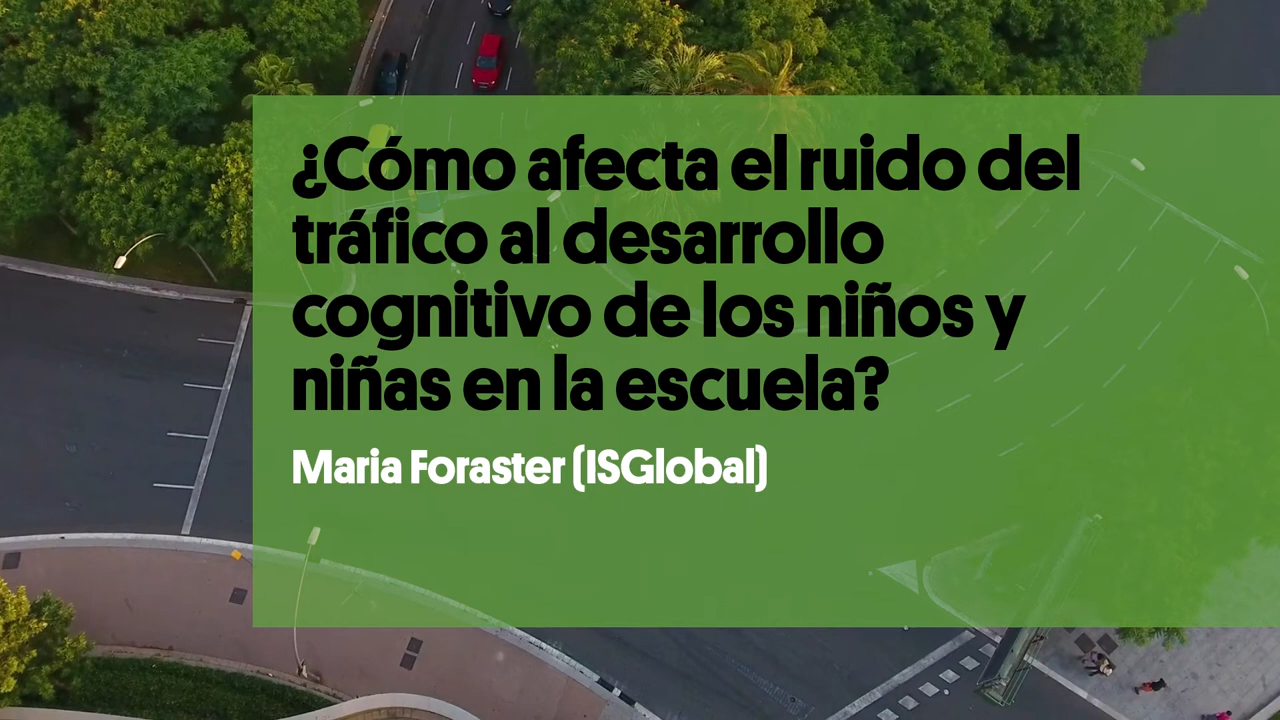 ¿Cómo afecta el ruido del
tráfico al desarrollo
cognitivo de los niños y
niñas en la escuela?
Maria Foraster (ISGlobal)